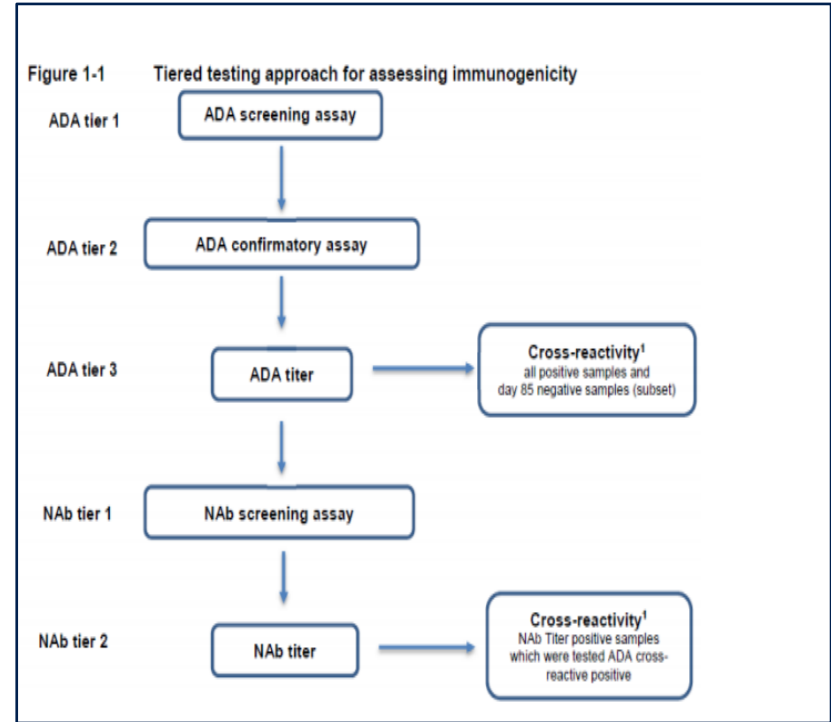 Figure 1-1 Tiered testing approach for assessing immunogenicity
ADA tier 1
ADA screening assay
ADA tier 2
ADA confirmatory assay
ADA tier 3
ADA titer
Cross-reactivity¹
all positive samples and
day 85 negative samples (subset)
NAb tier 1
NAb screening assay
NAb tier 2
NAb titer
Cross-reactivity¹
NAb Titer positive samples
which were tested ADA cross-
reactive positive